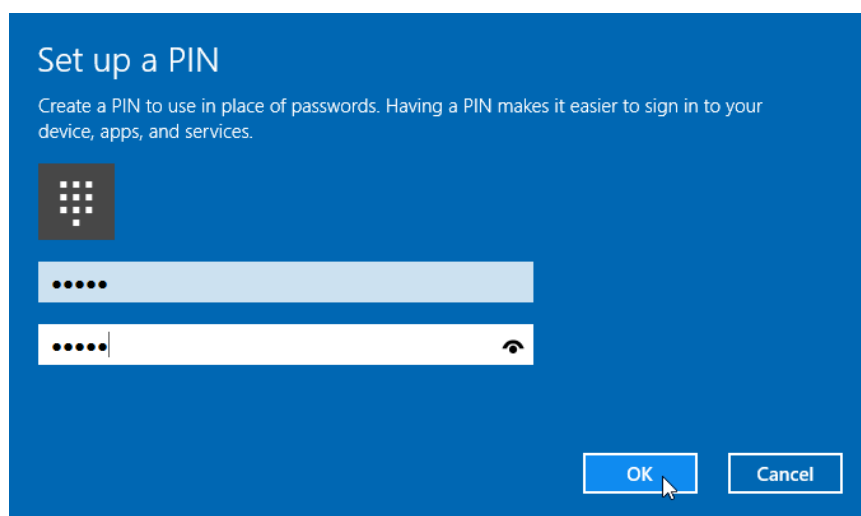 Set up a PIN
Create a PIN to use in place of passwords. Having a PIN makes it easier to sign in to your
device, apps, and services.
●●●●●
●●●●●
OK
Cancel